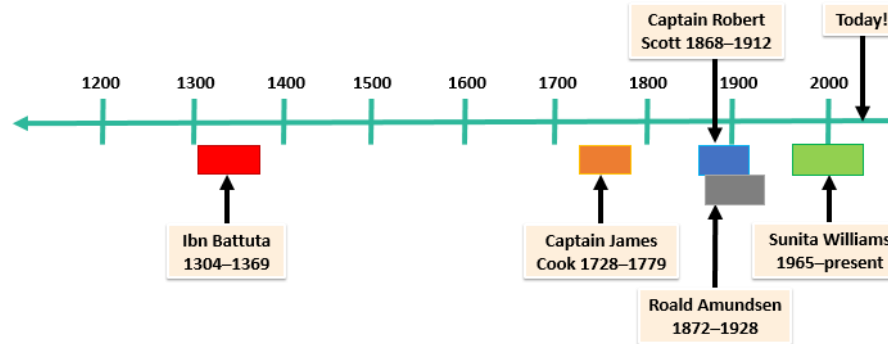 Captain Robert
Scott 1868–1912
Today!
1200
1300
1400
1500
1600
1700
1800
1900
2000
Ibn Battuta
1304–1369
Captain James
Cook 1728–1779
Sunita Williams
1965–present
Roald Amundsen
1872–1928